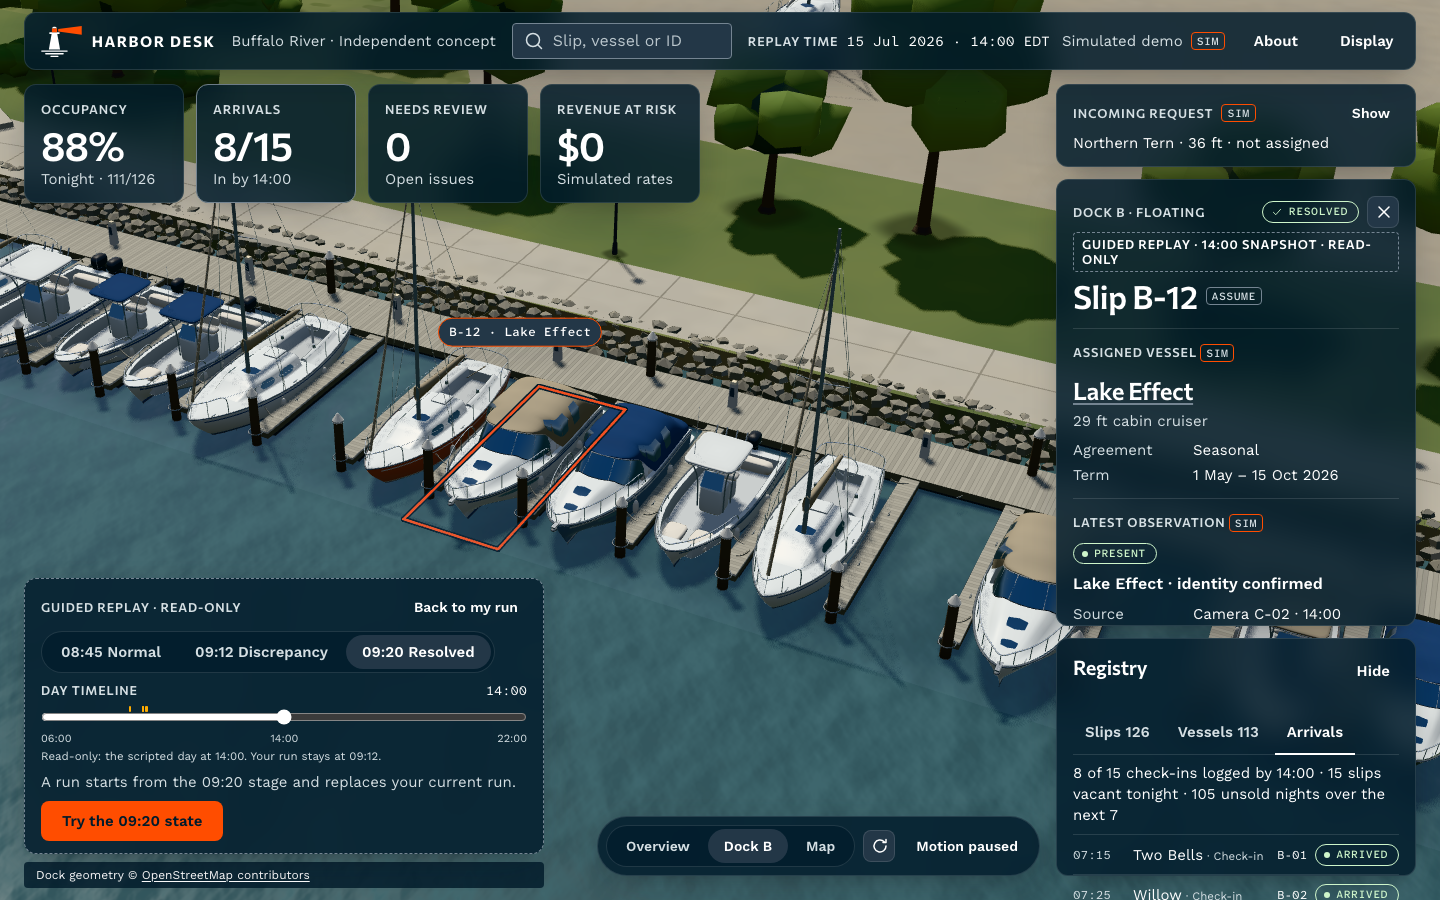 HARBOR DESK
Buffalo River · Independent concept
Slip, vessel or ID
REPLAY TIME 15 Jul 2026 · 14:00 EDT
Simulated demo SIM
About
Display
OCCUPANCY
88%
Tonight · 111/126
ARRIVALS
8/15
In by 14:00
NEEDS REVIEW
0
Open issues
REVENUE AT RISK
$0
Simulated rates
INCOMING REQUEST SIM
Show
Northern Tern · 36 ft · not assigned
DOCK B · FLOATING
RESOLVED
GUIDED REPLAY · 14:00 SNAPSHOT · READ-
ONLY
Slip B-12 ASSUME
ASSIGNED VESSEL SIM
Lake Effect
29 ft cabin cruiser
Agreement Seasonal
Term 1 May – 15 Oct 2026
LATEST OBSERVATION SIM
PRESENT
Lake Effect · identity confirmed
Source Camera C-02 · 14:00
B-12 · Lake Effect
GUIDED REPLAY · READ-ONLY
Back to my run
08:45 Normal
09:12 Discrepancy
09:20 Resolved
DAY TIMELINE 14:00
06:00 14:00 22:00
Read-only: the scripted day at 14:00. Your run stays at 09:12.
A run starts from the 09:20 stage and replaces your current run.
Try the 09:20 state
Dock geometry © OpenStreetMap contributors
Overview
Dock B
Map
Motion paused
Registry
Hide
Slips 126
Vessels 113
Arrivals
8 of 15 check-ins logged by 14:00 · 15 slips
vacant tonight · 105 unsold nights over the
next 7
07:15 Two Bells · Check-in B-01 ARRIVED
07:25 Willow · Check-in B-02 ARRIVED